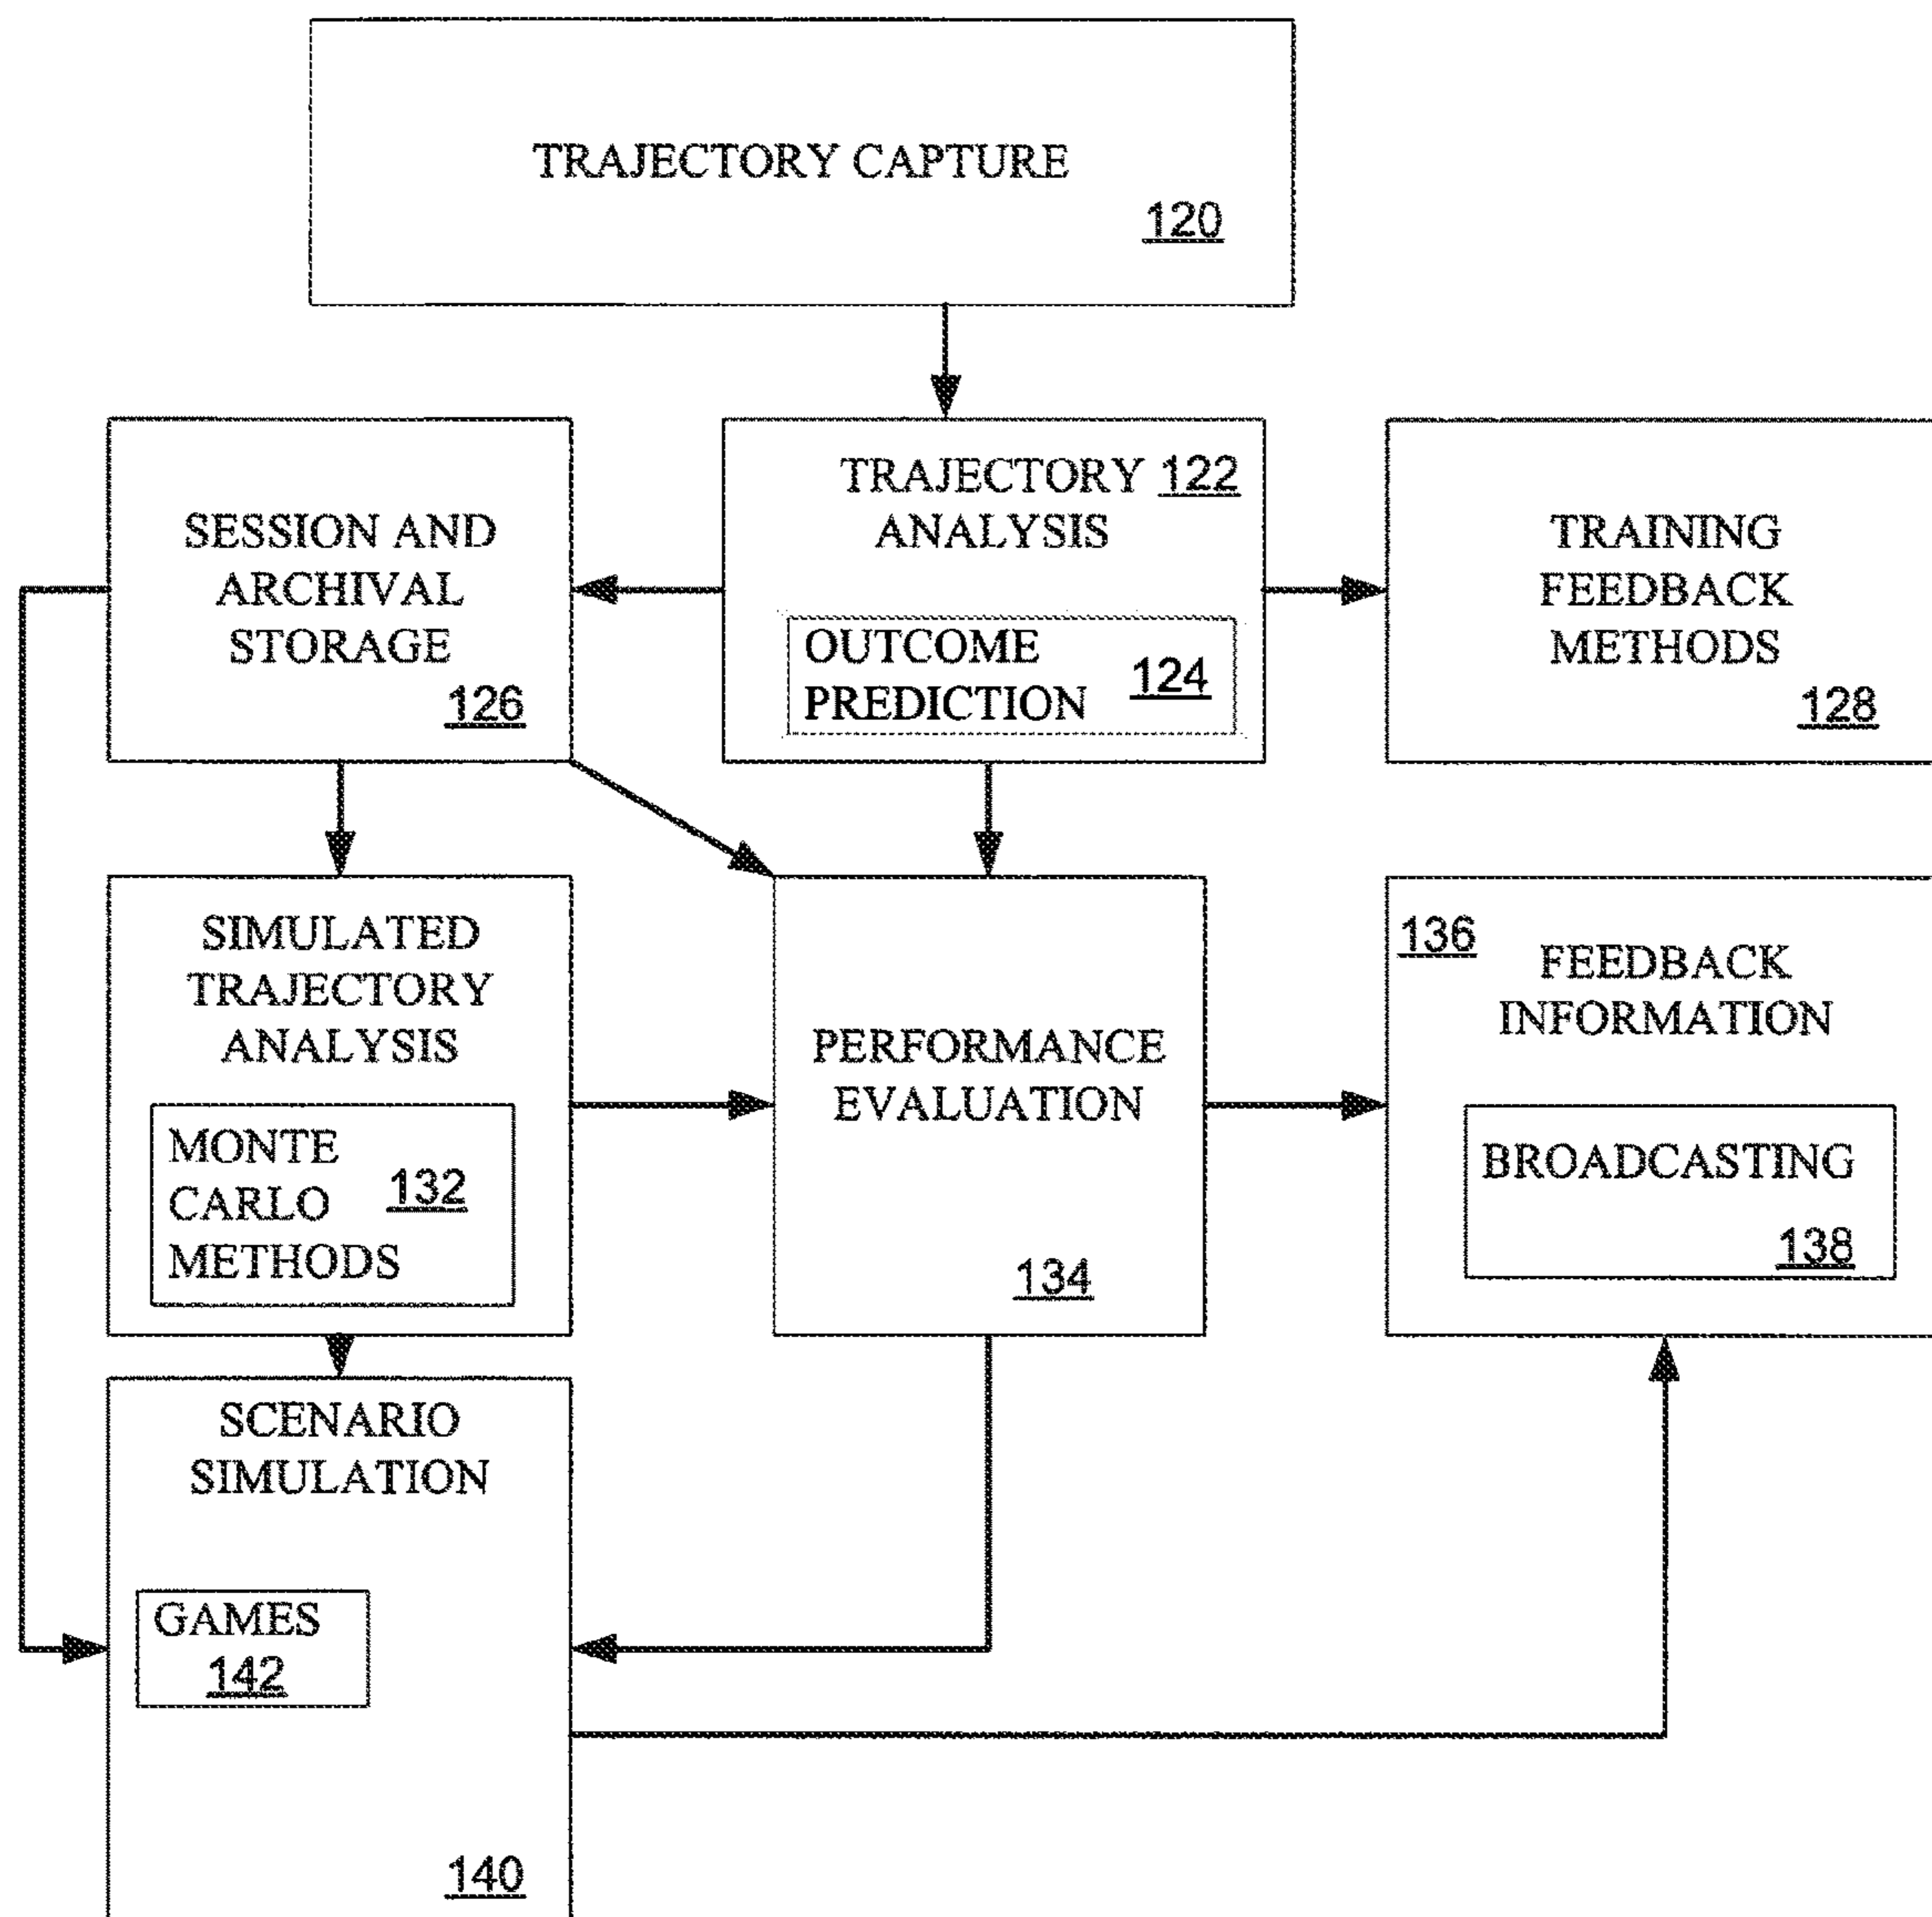 TRAJECTORY CAPTURE
120
SESSION AND
ARCHIVAL
STORAGE
126
TRAJECTORY 122
ANALYSIS
OUTCOME
PREDICTION
124
TRAINING
FEEDBACK
METHODS
128
SIMULATED
TRAJECTORY
ANALYSIS
MONTE
CARLO
METHODS
132
PERFORMANCE
EVALUATION
134
136
FEEDBACK
INFORMATION
BROADCASTING
138
SCENARIO
SIMULATION
GAMES
142
140